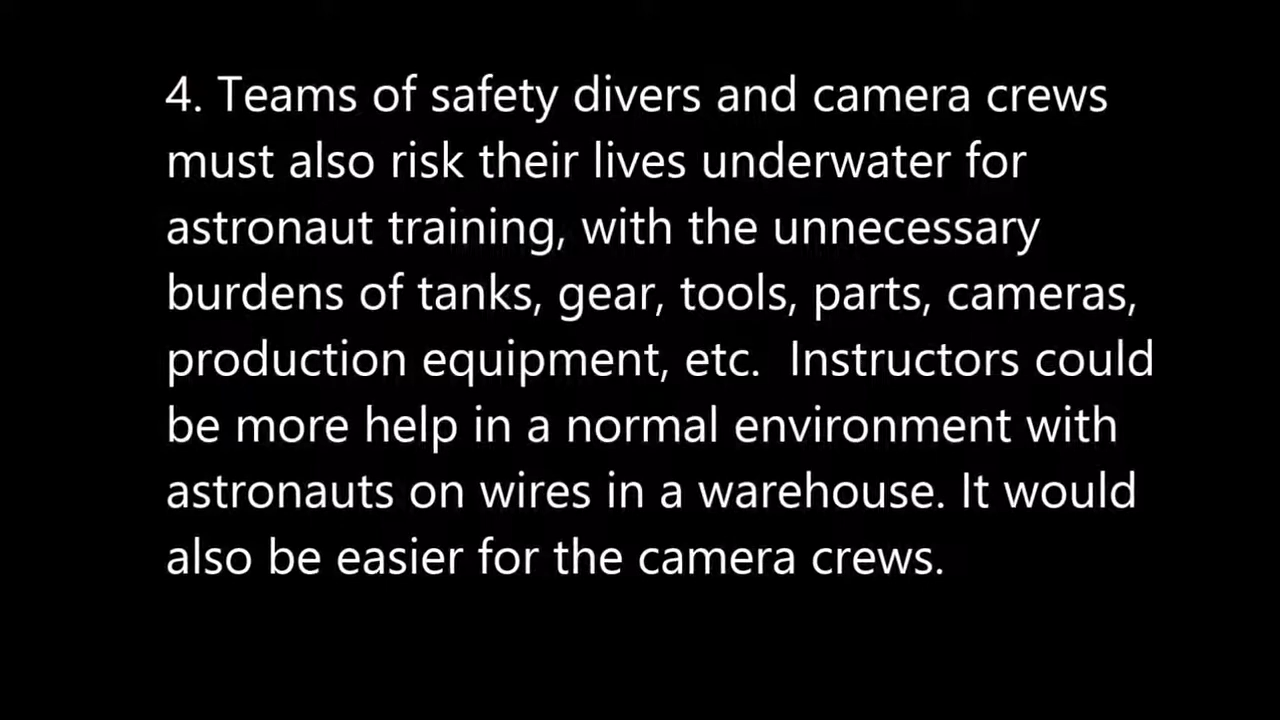 4. Teams of safety divers and camera crews
must also risk their lives underwater for
astronaut training, with the unnecessary
burdens of tanks, gear, tools, parts, cameras,
production equipment, etc.  Instructors could
be more help in a normal environment with
astronauts on wires in a warehouse. It would
also be easier for the camera crews.